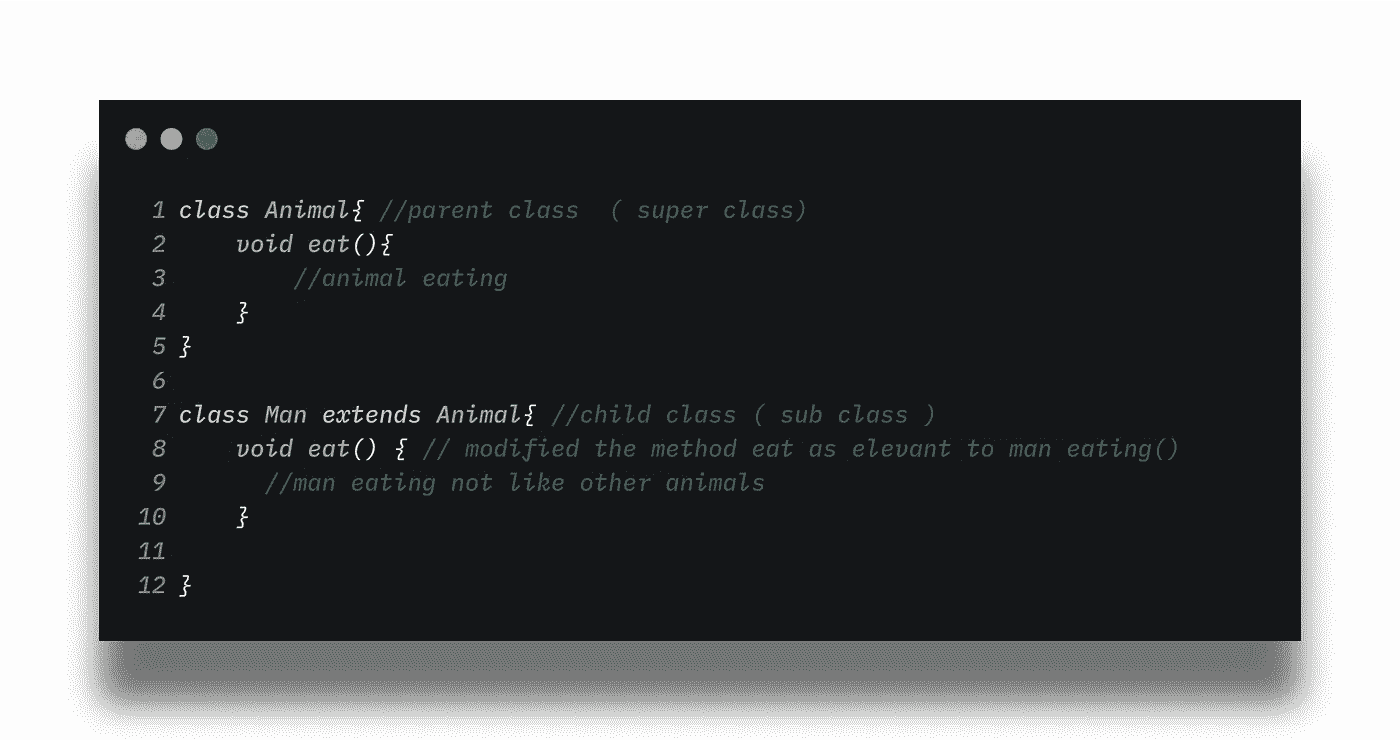 1 class Animal{ //parent class  ( super class)
2     void eat(){
3         //animal eating
4     }
5 }
6
7 class Man extends Animal{ //child class ( sub class )
8     void eat() { // modified the method eat as elevant to man eating()
9       //man eating not like other animals
10     }
11
12 }